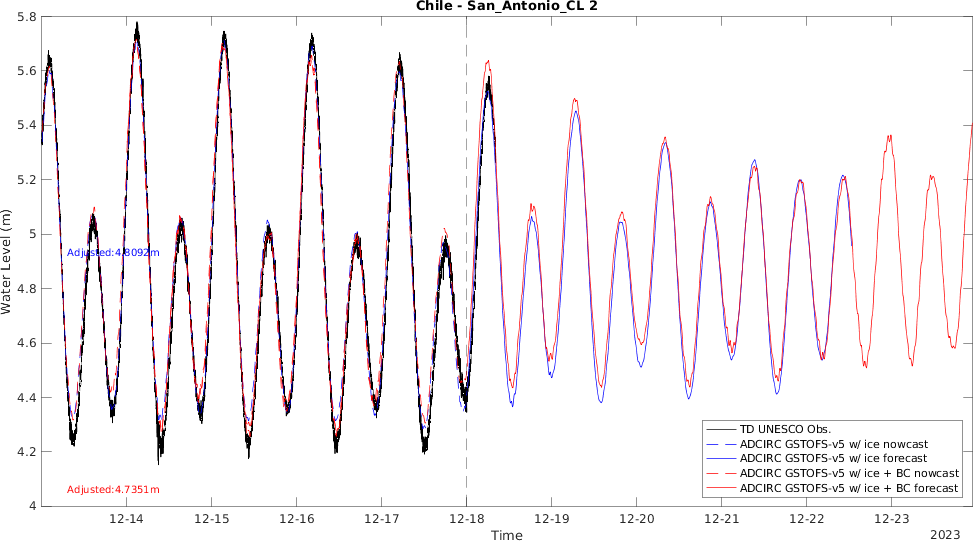 Chile - San_Antonio_CL 2
Water Level (m)
5.8
5.6
5.4
5.2
5
4.8
4.6
4.4
4.2
4
Adjusted:4.8092m
Adjusted:4.7351m
TD UNESCO Obs.
ADCIRC GSTOFS-v5 w/ ice nowcast
ADCIRC GSTOFS-v5 w/ ice forecast
ADCIRC GSTOFS-v5 w/ ice + BC nowcast
ADCIRC GSTOFS-v5 w/ ice + BC forecast
12-14 12-15 12-16 12-17 12-18 12-19 12-20 12-21 12-22 12-23
Time
2023